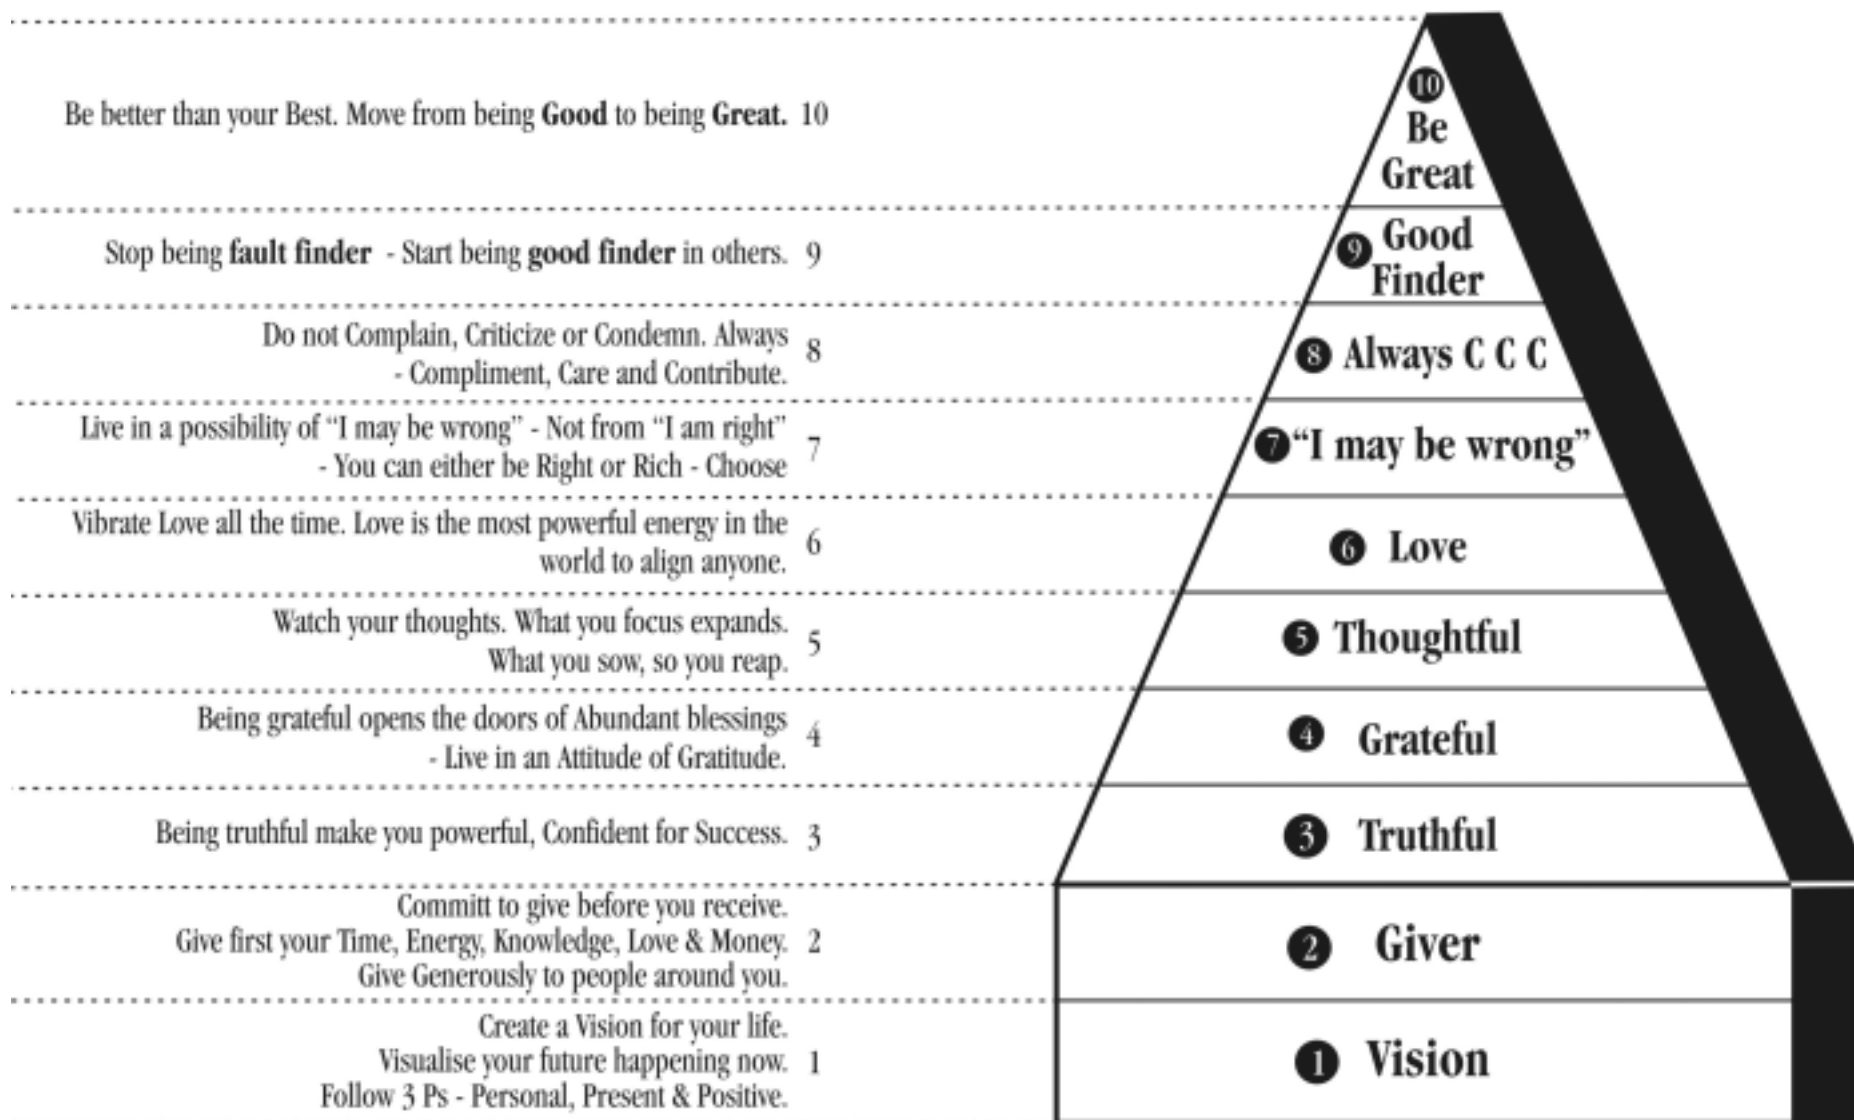 Be better than your Best. Move from being Good to being Great. 10
10
Be
Great
Stop being fault finder - Start being good finder in others. 9
9 Good
Finder
Do not Complain, Criticize or Condemn. Always
- Compliment, Care and Contribute.
8
8 Always C C C
Live in a possibility of “I may be wrong” - Not from “I am right”
- You can either be Right or Rich - Choose
7
7 “I may be wrong”
Vibrate Love all the time. Love is the most powerful energy in the
world to align anyone.
6
6 Love
Watch your thoughts. What you focus expands.
What you sow, so you reap.
5
5 Thoughtful
Being grateful opens the doors of Abundant blessings
- Live in an Attitude of Gratitude.
4
4 Grateful
Being truthful make you powerful, Confident for Success. 3
3 Truthful
Committ to give before you receive.
Give first your Time, Energy, Knowledge, Love & Money. 2
Give Generously to people around you.
2 Giver
Create a Vision for your life.
Visualise your future happening now. 1
Follow 3 Ps - Personal, Present & Positive.
1 Vision